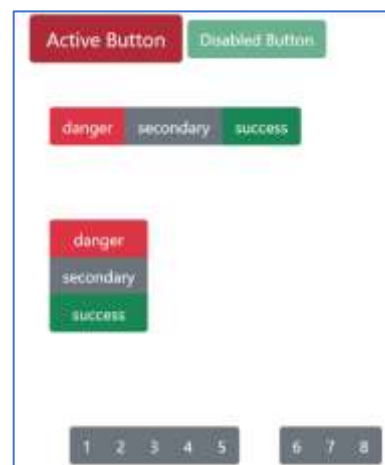 Active Button Disabled Button
danger secondary success
danger
secondary
success
1 2 3 4 5 6 7 8